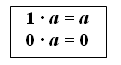 1 · a = a
0 · a = 0